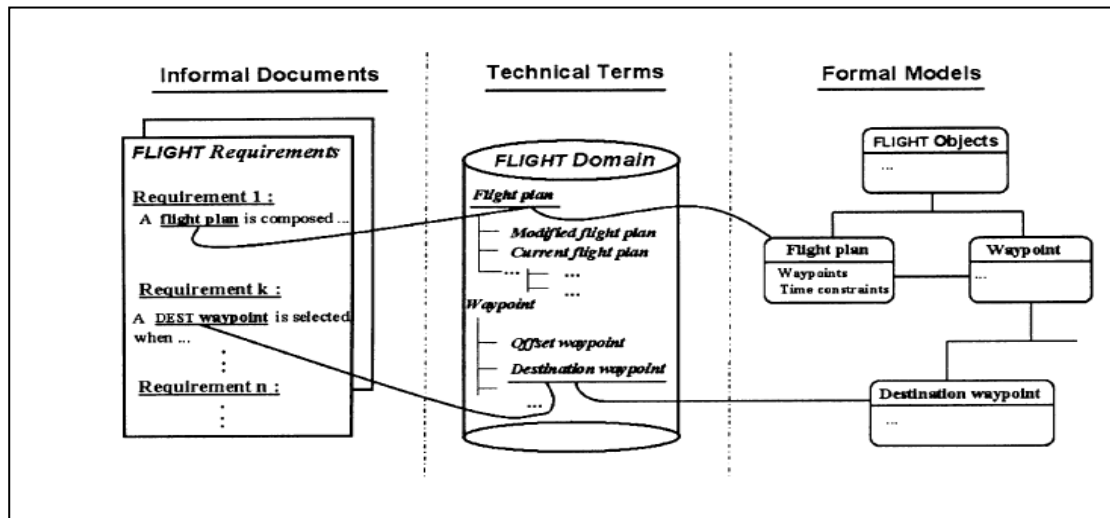 Informal Documents
Technical Terms
Formal Models
FLIGHT Requirements
Requirement 1 :
A flight plan is composed ...
Requirement k :
A DEST waypoint is selected
when ...
Requirement n :
FLIGHT Domain
Flight plan
Modified flight plan
Current flight plan
... ...
...
Waypoint
Offset waypoint
Destination waypoint
...
FLIGHT Objects
...
Flight plan
Waypoints
Time constraints
Waypoint
...
Destination waypoint
...